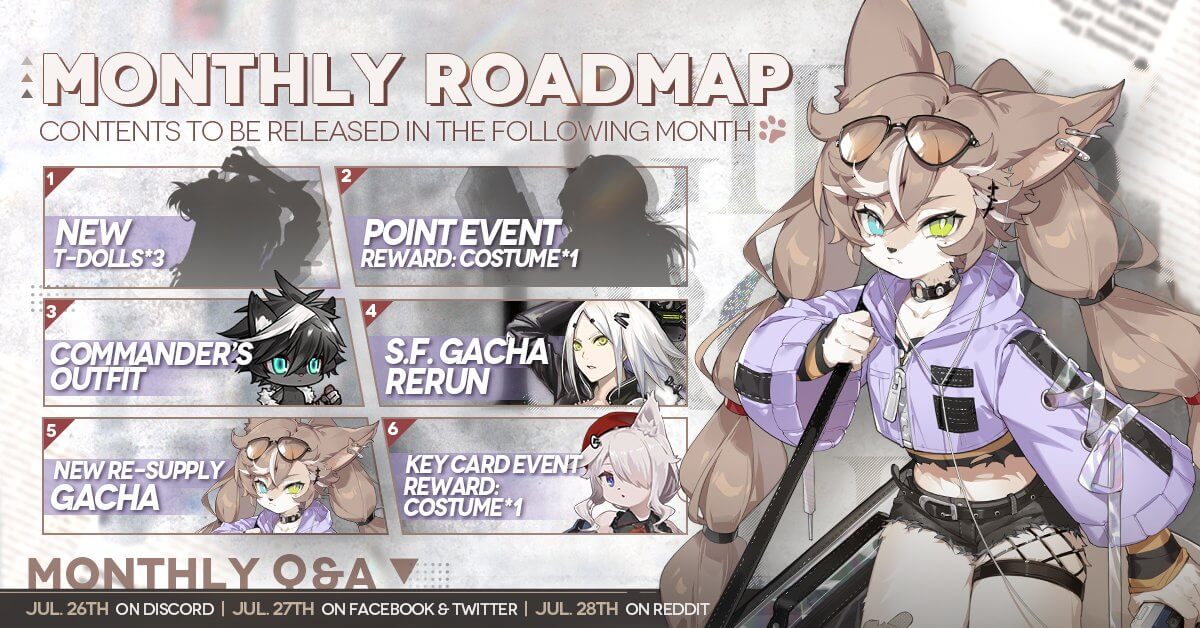 MONTHLY ROADMAP
CONTENTS TO BE RELEASED IN THE FOLLOWING MONTH
1
NEW
T-DOLLS*3
2
POINT EVENT
REWARD: COSTUME*1
3
COMMANDER'S
OUTFIT
4
S.F. GACHA
RERUN
5
NEW RE-SUPPLY
GACHA
6
KEY CARD EVENT
REWARD:
COSTUME*1
MONTHLY Q&A
JUL. 26TH ON DISCORD | JUL. 27TH ON FACEBOOK & TWITTER | JUL. 28TH ON REDDIT